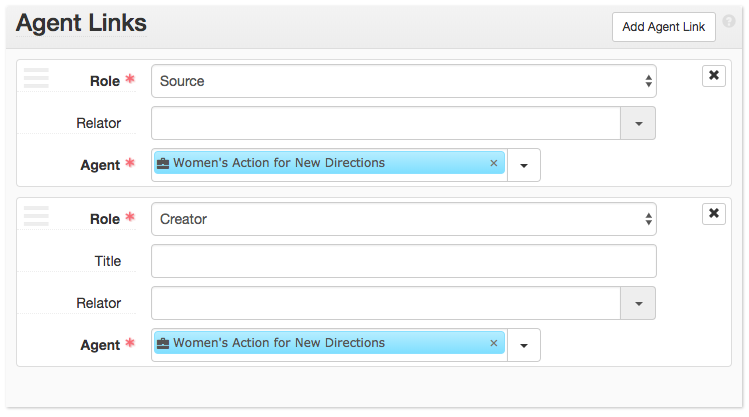 Agent Links
Add Agent Link
?
Role *
Source
Relator
Agent *
Women's Action for New Directions ×
Role *
Creator
Title
Relator
Agent *
Women's Action for New Directions ×